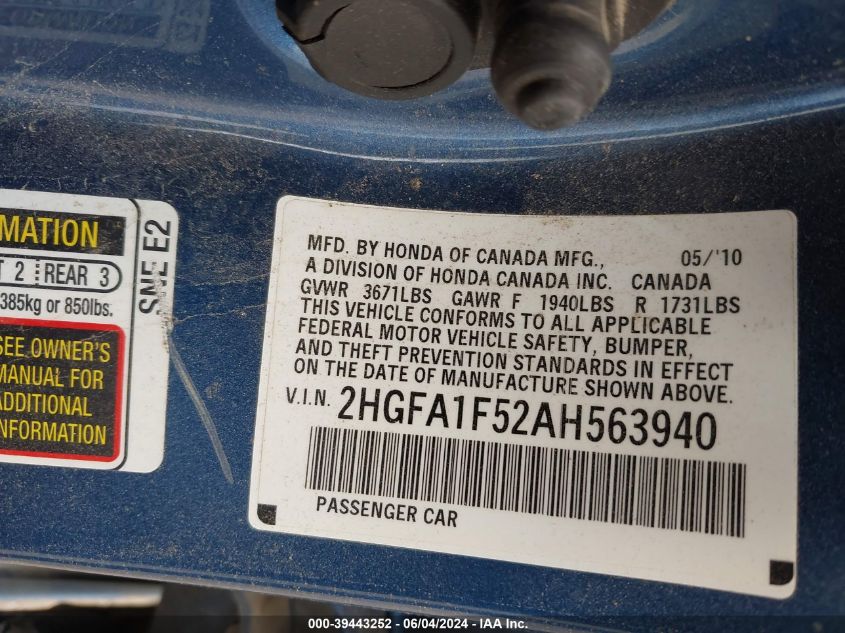 MATION
T 2 REAR 3
385kg or 850lbs.
SEE OWNER'S
MANUAL FOR
ADDITIONAL
INFORMATION
SNE E2
MFD. BY HONDA OF CANADA MFG., 05/'10
A DIVISION OF HONDA CANADA INC. CANADA
GVWR 3671LBS GAWR F 1940LBS R 1731LBS
THIS VEHICLE CONFORMS TO ALL APPLICABLE
FEDERAL MOTOR VEHICLE SAFETY, BUMPER,
AND THEFT PREVENTION STANDARDS IN EFFECT
ON THE DATE OF MANUFACTURE SHOWN ABOVE.
V.I.N. 2HGFA1F52AH563940
PASSENGER CAR
000-39443252 - 06/04/2024 - IAAI.com